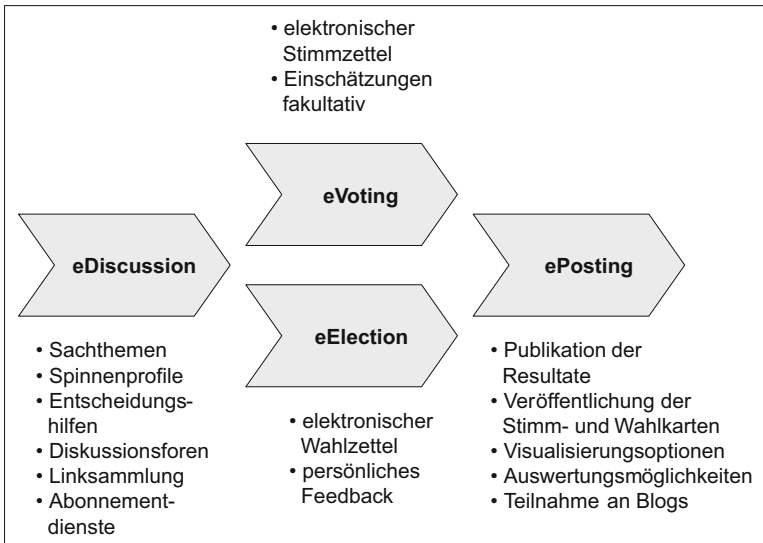 • elektronischer
Stimmzettel
• Einschätzungen
fakultativ
eVoting
eDiscussion
ePosting
eElection
• Sachthemen
• Spinnenprofile
• Entscheidungs-
hilfen
• Diskussionsforen
• Linksammlung
• Abonnement-
dienste
• elektronischer
Wahlzettel
• persönliches
Feedback
• Publikation der
Resultate
• Veröffentlichung der
Stimm- und Wahlkarten
• Visualisierungsoptionen
• Auswertungsmöglichkeiten
• Teilnahme an Blogs